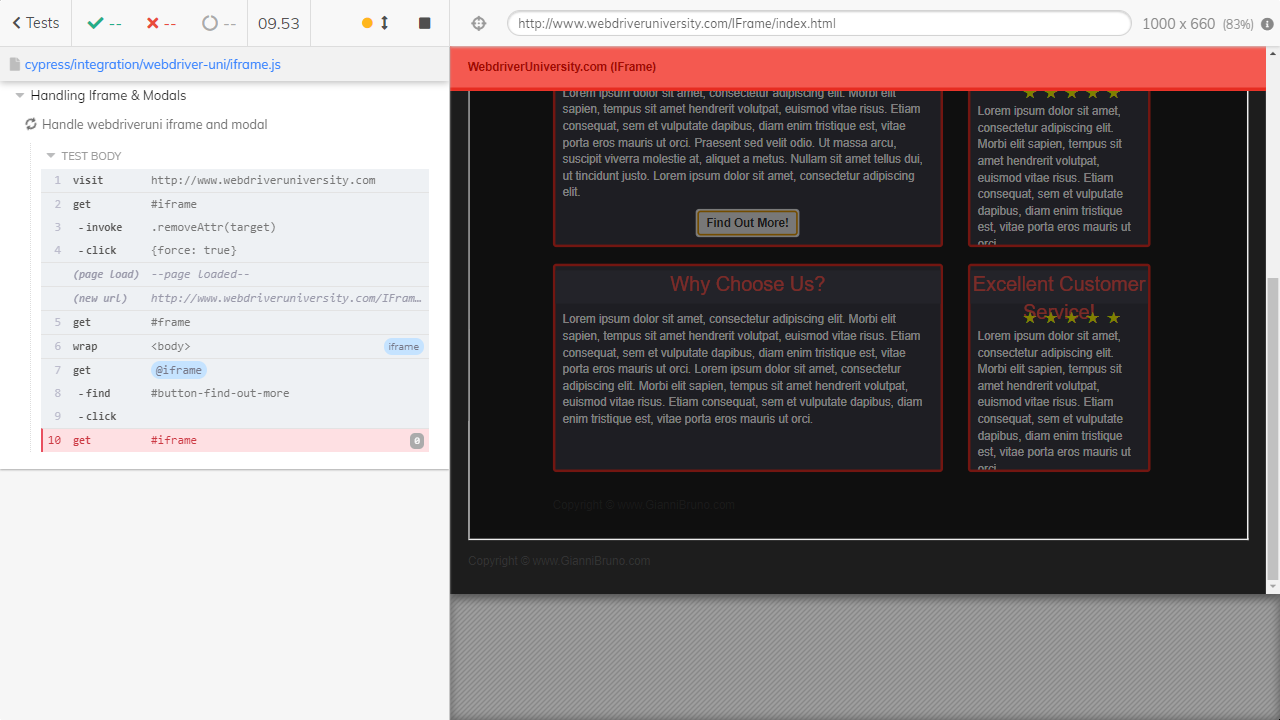 Tests
--
--
--
09.53
http://www.webdriveruniversity.com/IFrame/index.html
1000 x 660 (83%)
cypress/integration/webdriver-uni/iframe.js
Handling Iframe & Modals
Handle webdriveruni iframe and modal
TEST BODY
1 visit http://www.webdriveruniversity.com
2 get #iframe
3 -invoke .removeAttr(target)
4 -click {force: true}
(page load) --page loaded--
(new url) http://www.webdriveruniversity.com/IFram…
5 get #frame
6 wrap <body> iframe
7 get @iframe
8 -find #button-find-out-more
9 -click
10 get #iframe 0
WebdriverUniversity.com (IFrame)
Lorem ipsum dolor sit amet, consectetur adipiscing elit. Morbi elit
sapien, tempus sit amet hendrerit volutpat, euismod vitae risus. Etiam
consequat, sem et vulputate dapibus, diam enim tristique est, vitae
porta eros mauris ut orci. Praesent sed velit odio. Ut massa arcu,
suscipit viverra molestie at, aliquet a metus. Nullam sit amet tellus dui,
ut tincidunt justo. Lorem ipsum dolor sit amet, consectetur adipiscing
elit.
Find Out More!
Lorem ipsum dolor sit amet,
consectetur adipiscing elit.
Morbi elit sapien, tempus sit
amet hendrerit volutpat,
euismod vitae risus. Etiam
consequat, sem et vulputate
dapibus, diam enim tristique
est, vitae porta eros mauris ut
orci.
Why Choose Us?
Lorem ipsum dolor sit amet, consectetur adipiscing elit. Morbi elit
sapien, tempus sit amet hendrerit volutpat, euismod vitae risus. Etiam
consequat, sem et vulputate dapibus, diam enim tristique est, vitae
porta eros mauris ut orci. Lorem ipsum dolor sit amet, consectetur
adipiscing elit. Morbi elit sapien, tempus sit amet hendrerit volutpat,
euismod vitae risus. Etiam consequat, sem et vulputate dapibus, diam
enim tristique est, vitae porta eros mauris ut orci.
Excellent Customer
Service!
Lorem ipsum dolor sit amet,
consectetur adipiscing elit.
Morbi elit sapien, tempus sit
amet hendrerit volutpat,
euismod vitae risus. Etiam
consequat, sem et vulputate
dapibus, diam enim tristique
est, vitae porta eros mauris ut
orci.
Copyright © www.GianniBruno.com
Copyright © www.GianniBruno.com